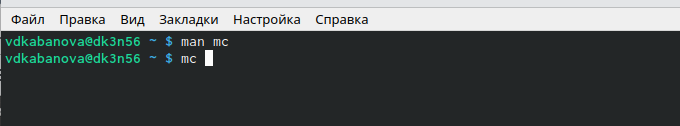 Файл Правка Вид Закладки Настройка Справка
vdkabanova@dk3n56 ~ $ man mc
vdkabanova@dk3n56 ~ $ mc